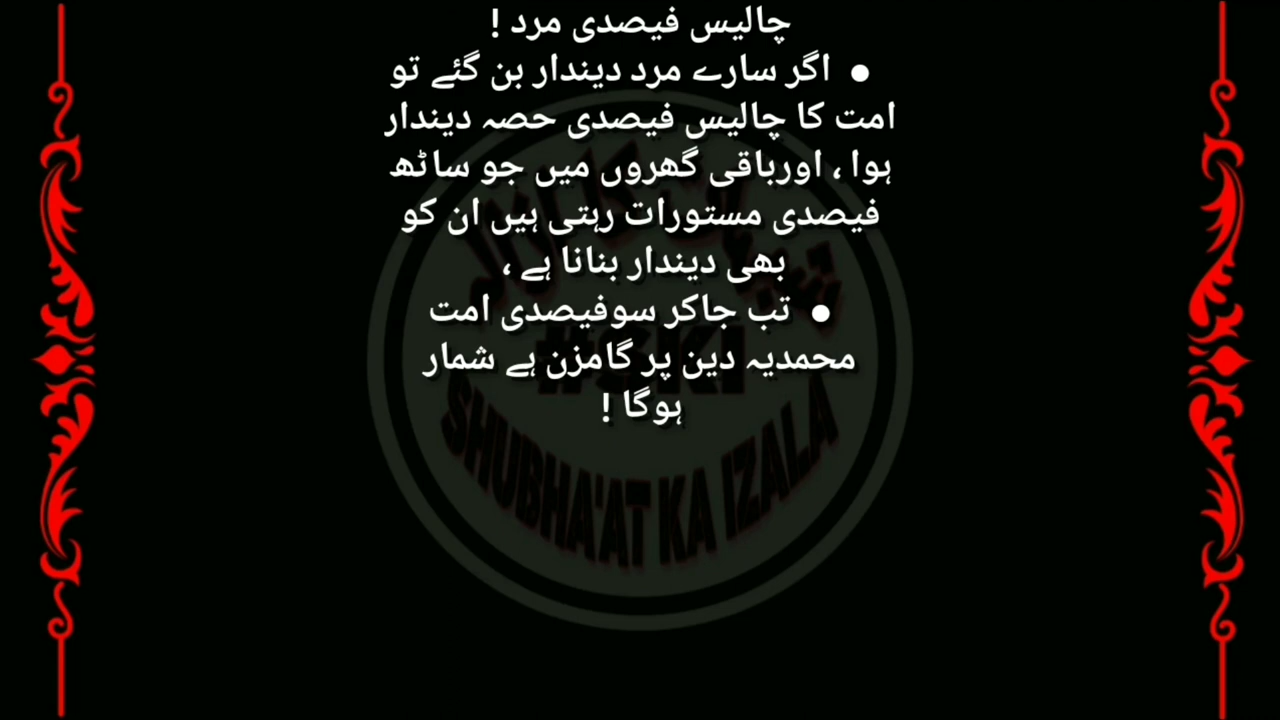 چالیس فیصدی مرد !
● اگر سارے مرد دیندار بن گئے تو
امت کا چالیس فیصدی حصہ دیندار
ہوا ، اورباقی گھروں میں جو ساٹھ
فیصدی مستورات رہتی ہیں ان کو
بھی دیندار بنانا ہے ،
● تب جاکر سوفیصدی امت
محمدیہ دین پر گامزن ہے شمار
ہوگا !
SHUBHA'AT KA IZALA